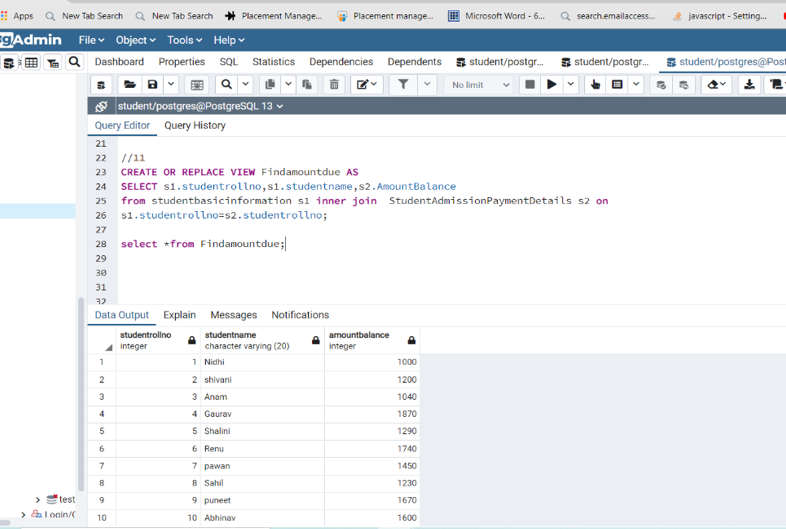 Apps New Tab Search New Tab Search Placement Manage... Placement manage... Microsoft Word - 6... search.emailaccess... javascript - Setting...
gAdmin File Object Tools Help
Dashboard Properties SQL Statistics Dependencies Dependents student/postgr... student/postgr... student/postgres@Post
No limit
student/postgres@PostgreSQL 13
Query Editor Query History
21
22 //11
23 CREATE OR REPLACE VIEW Findamountdue AS
24 SELECT s1.studentrollno,s1.studentname,s2.AmountBalance
25 from studentbasicinformation s1 inner join StudentAdmissionPaymentDetails s2 on
26 s1.studentrollno=s2.studentrollno;
27
28 select *from Findamountdue;
29
30
31
32
Data Output Explain Messages Notifications
studentrollno studentname amountbalance
integer character varying (20) integer
1 1 Nidhi 1000
2 2 shivani 1200
3 3 Anam 1040
4 4 Gaurav 1870
5 5 Shalini 1290
6 6 Renu 1740
7 7 pawan 1450
8 8 Sahil 1230
9 9 puneet 1670
test
10 10 Abhinav 1600
Login/